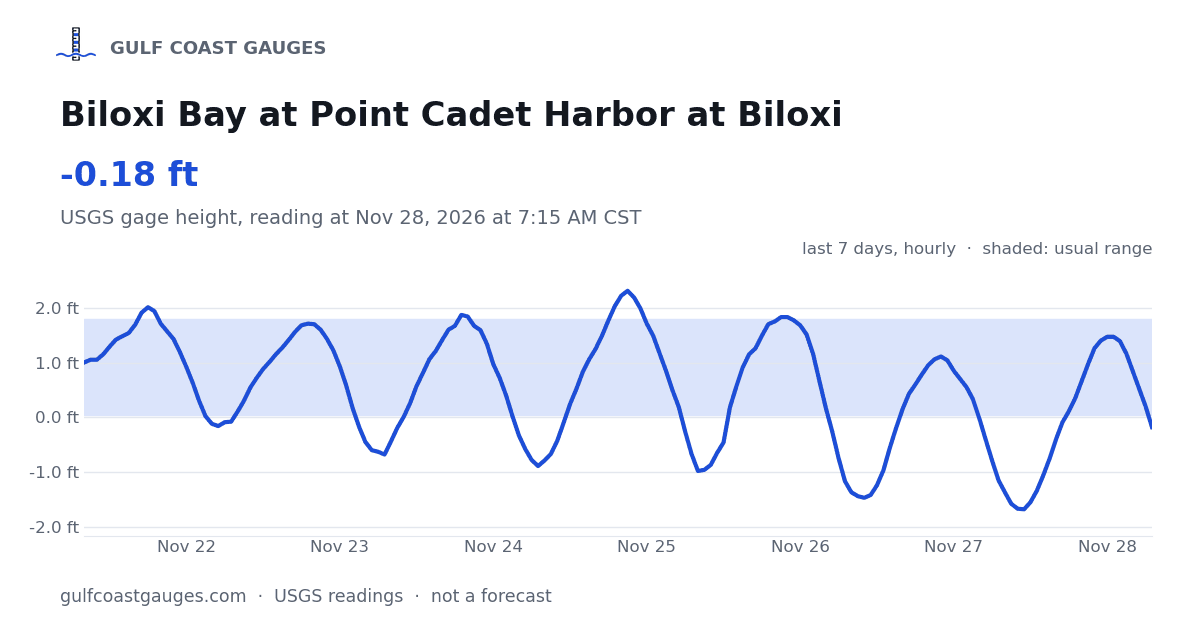 GULF COAST GAUGES
Biloxi Bay at Point Cadet Harbor at Biloxi
-0.18 ft
USGS gage height, reading at Nov 28, 2026 at 7:15 AM CST
last 7 days, hourly · shaded: usual range
2.0 ft
1.0 ft
0.0 ft
-1.0 ft
-2.0 ft
Nov 22 Nov 23 Nov 24 Nov 25 Nov 26 Nov 27 Nov 28
gulfcoastgauges.com · USGS readings · not a forecast